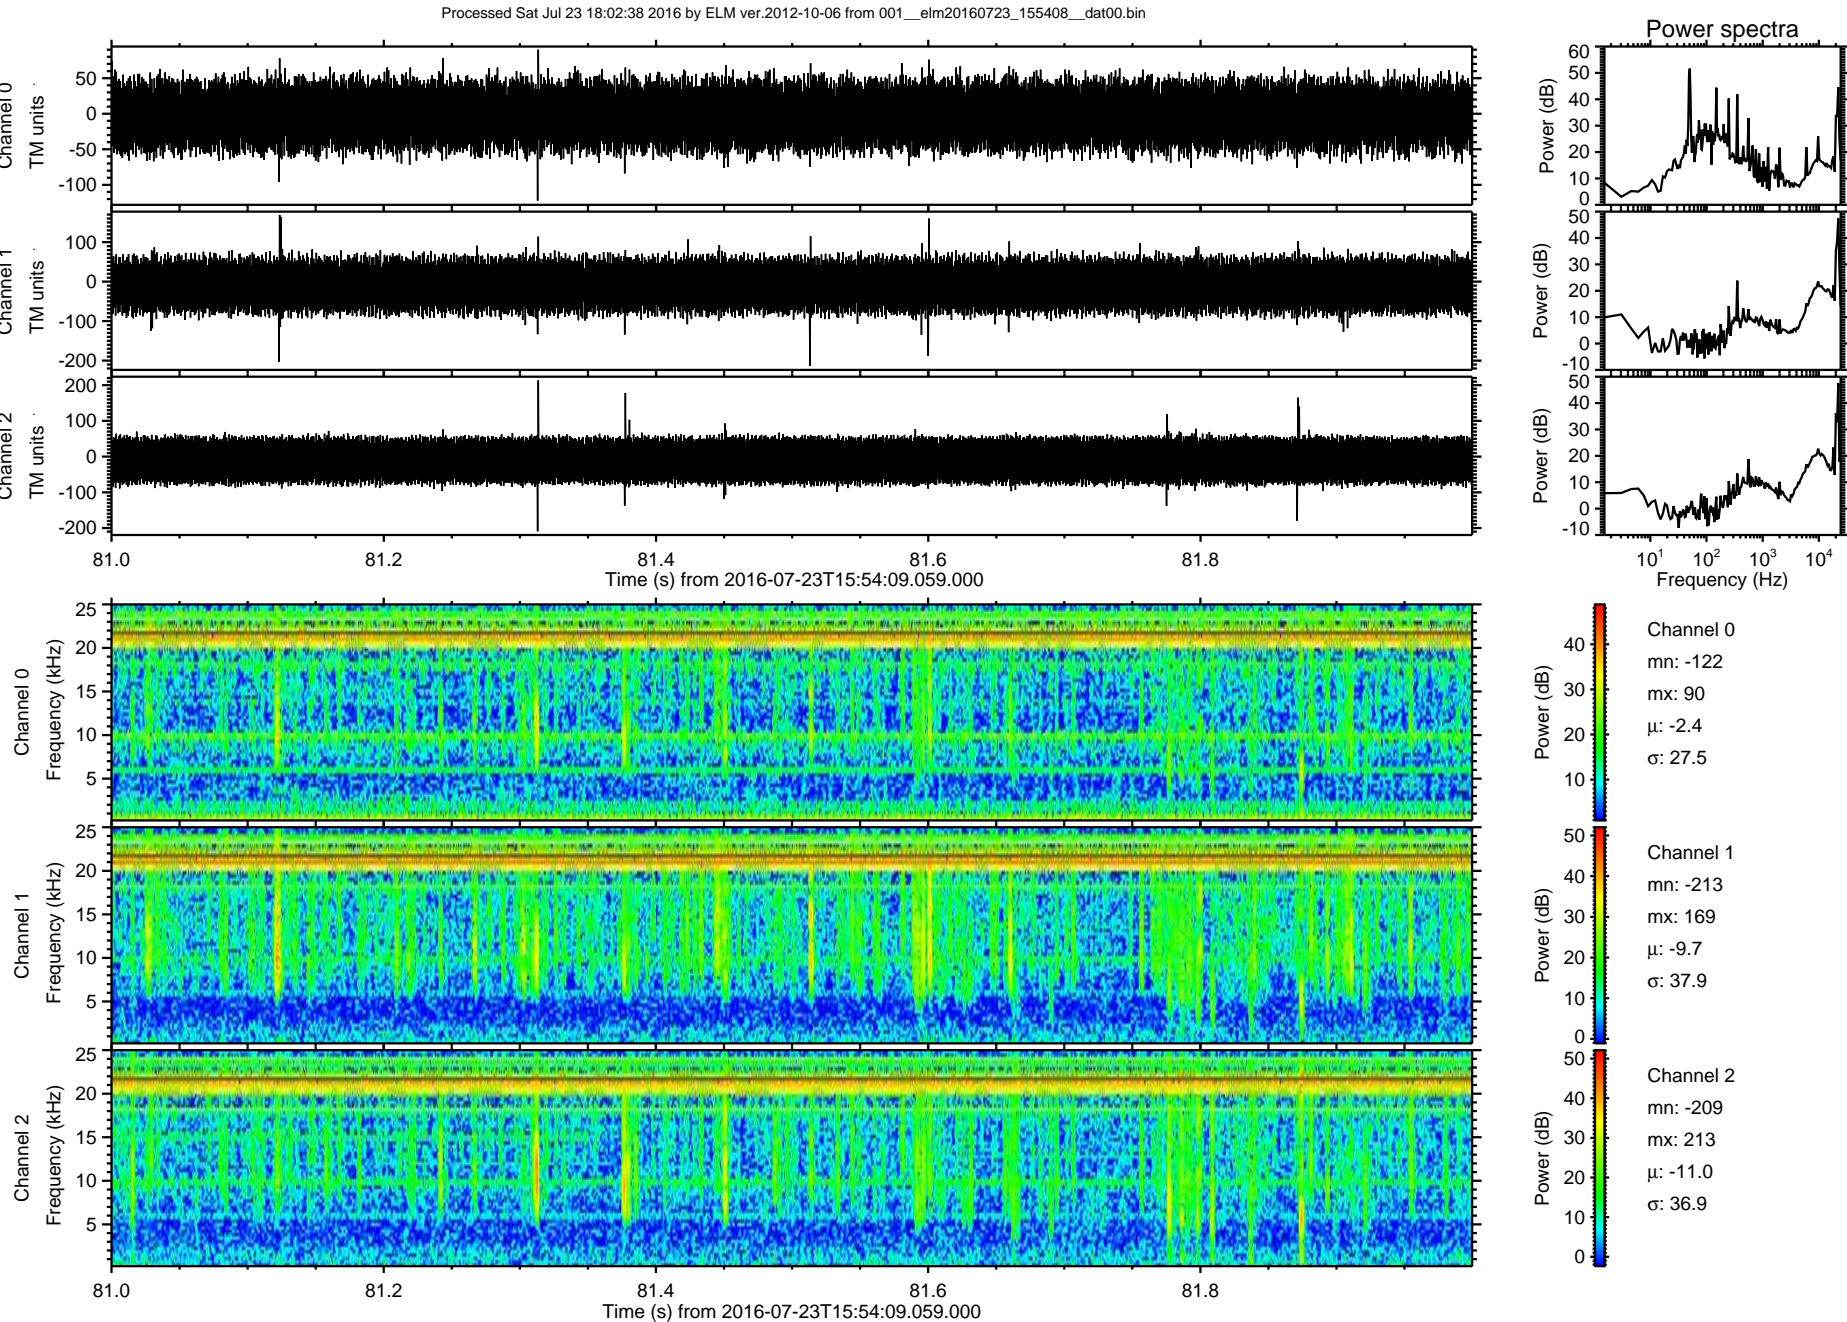 Processed Sat Jul 23 18:02:38 2016 by ELM ver.2012-10-06 from 001__elm20160723_155408__dat00.bin
Power spectra
Channel 0
TM units
50
0
-50
-100
Power (dB)
60
50
40
30
20
10
0
Channel 1
TM units
100
0
-100
-200
Power (dB)
50
40
30
20
10
0
-10
Channel 2
TM units
200
100
0
-100
-200
Power (dB)
50
40
30
20
10
0
-10
81.0 81.2 81.4 81.6 81.8
Time (s) from 2016-07-23T15:54:09.059.000
10¹ 10² 10³ 10⁴
Frequency (Hz)
Channel 0
Frequency (kHz)
25
20
15
10
5
Power (dB)
40
30
20
10
Channel 0
mn: -122
mx: 90
μ: -2.4
σ: 27.5
Channel 1
Frequency (kHz)
25
20
15
10
5
Power (dB)
50
40
30
20
10
0
Channel 1
mn: -213
mx: 169
μ: -9.7
σ: 37.9
Channel 2
Frequency (kHz)
25
20
15
10
5
Power (dB)
50
40
30
20
10
0
Channel 2
mn: -209
mx: 213
μ: -11.0
σ: 36.9
81.0 81.2 81.4 81.6 81.8
Time (s) from 2016-07-23T15:54:09.059.000